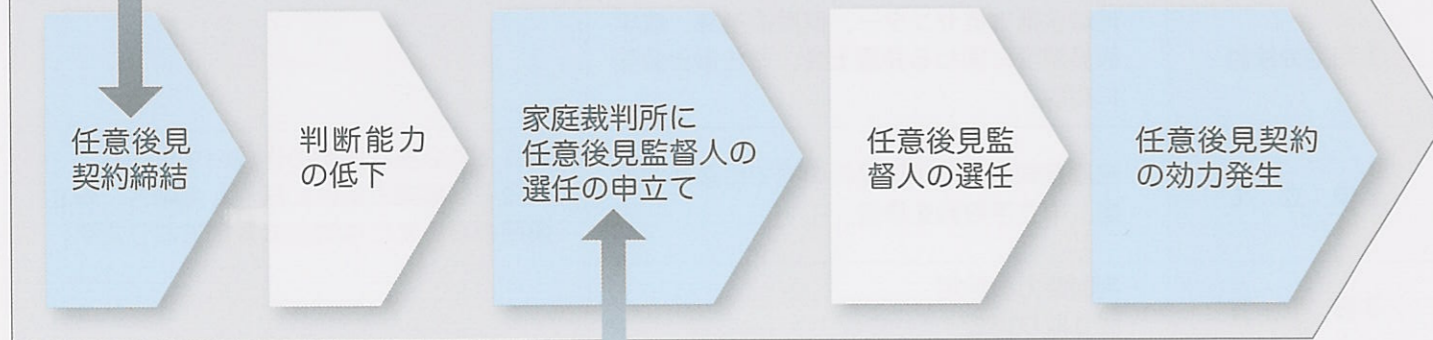 任意後見
契約締結
判断能力
の低下
家庭裁判所に
任意後見監督人の
選任の申立て
任意後見監
督人の選任
任意後見契約
の効力発生